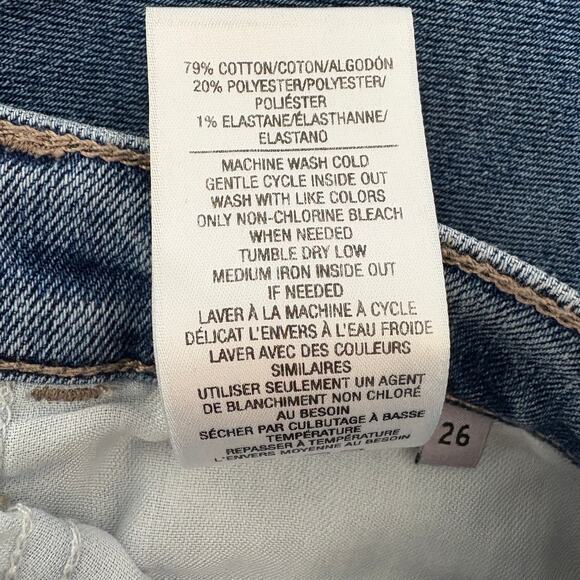 79% COTTON/COTON/ALGODÓN
20% POLYESTER/POLYESTER/
POLIÉSTER
1% ELASTANE/ÉLASTHANNE/
ELASTANO
MACHINE WASH COLD
GENTLE CYCLE INSIDE OUT
WASH WITH LIKE COLORS
ONLY NON-CHLORINE BLEACH
WHEN NEEDED
TUMBLE DRY LOW
MEDIUM IRON INSIDE OUT
IF NEEDED
LAVER À LA MACHINE À CYCLE
DÉLICAT L'ENVERS À L'EAU FROIDE
LAVER AVEC DES COULEURS
SIMILAIRES
UTILISER SEULEMENT UN AGENT
DE BLANCHIMENT NON CHLORÉ
AU BESOIN
SÉCHER PAR CULBUTAGE À BASSE
TEMPÉRATURE
REPASSER À TEMPÉRATURE
L'ENVERS MOYENNE AU BESOIN
26